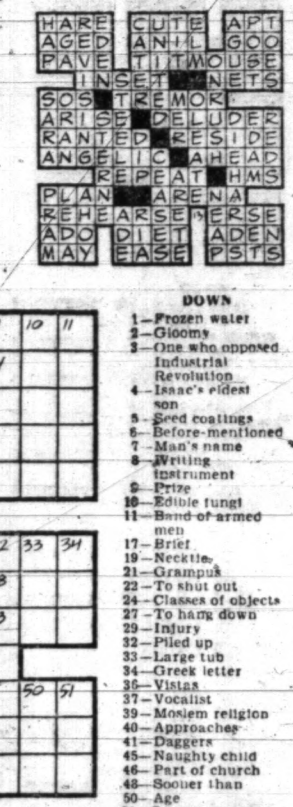 HARE CUTE APT
AGED ANIL GOO
PAVE TITMOUSE
INSET NETS
SOS TREMOR
ARISE DELUDER
RANTED RESIDE
ANGELIC AHEAD
REPEAT HMS
PLAN ARENA
REHEARSE ERSE
ADO DIET ADEN
MAY EASE PSTS
DOWN
1—Frozen water
2—Gloomy
3—One who opposed
Industrial
Revolution
4—Isaac's eldest
son
5—Seed coatings
6—Before-mentioned
7—Man's name
8—Writing
instrument
9—Prize
10—Edible fungi
11—Band of armed
men
17—Brief
19—Necktie
21—Grampus
22—To shut out
24—Classes of objects
27—To hang down
29—Injury
32—Piled up
33—Large tub
34—Greek letter
36—Vistas
37—Vocalist
39—Moslem religion
40—Approaches
41—Daggers
45—Naughty child
46—Part of church
48—Sooner than
50—Age
10 11
33 34
50 51